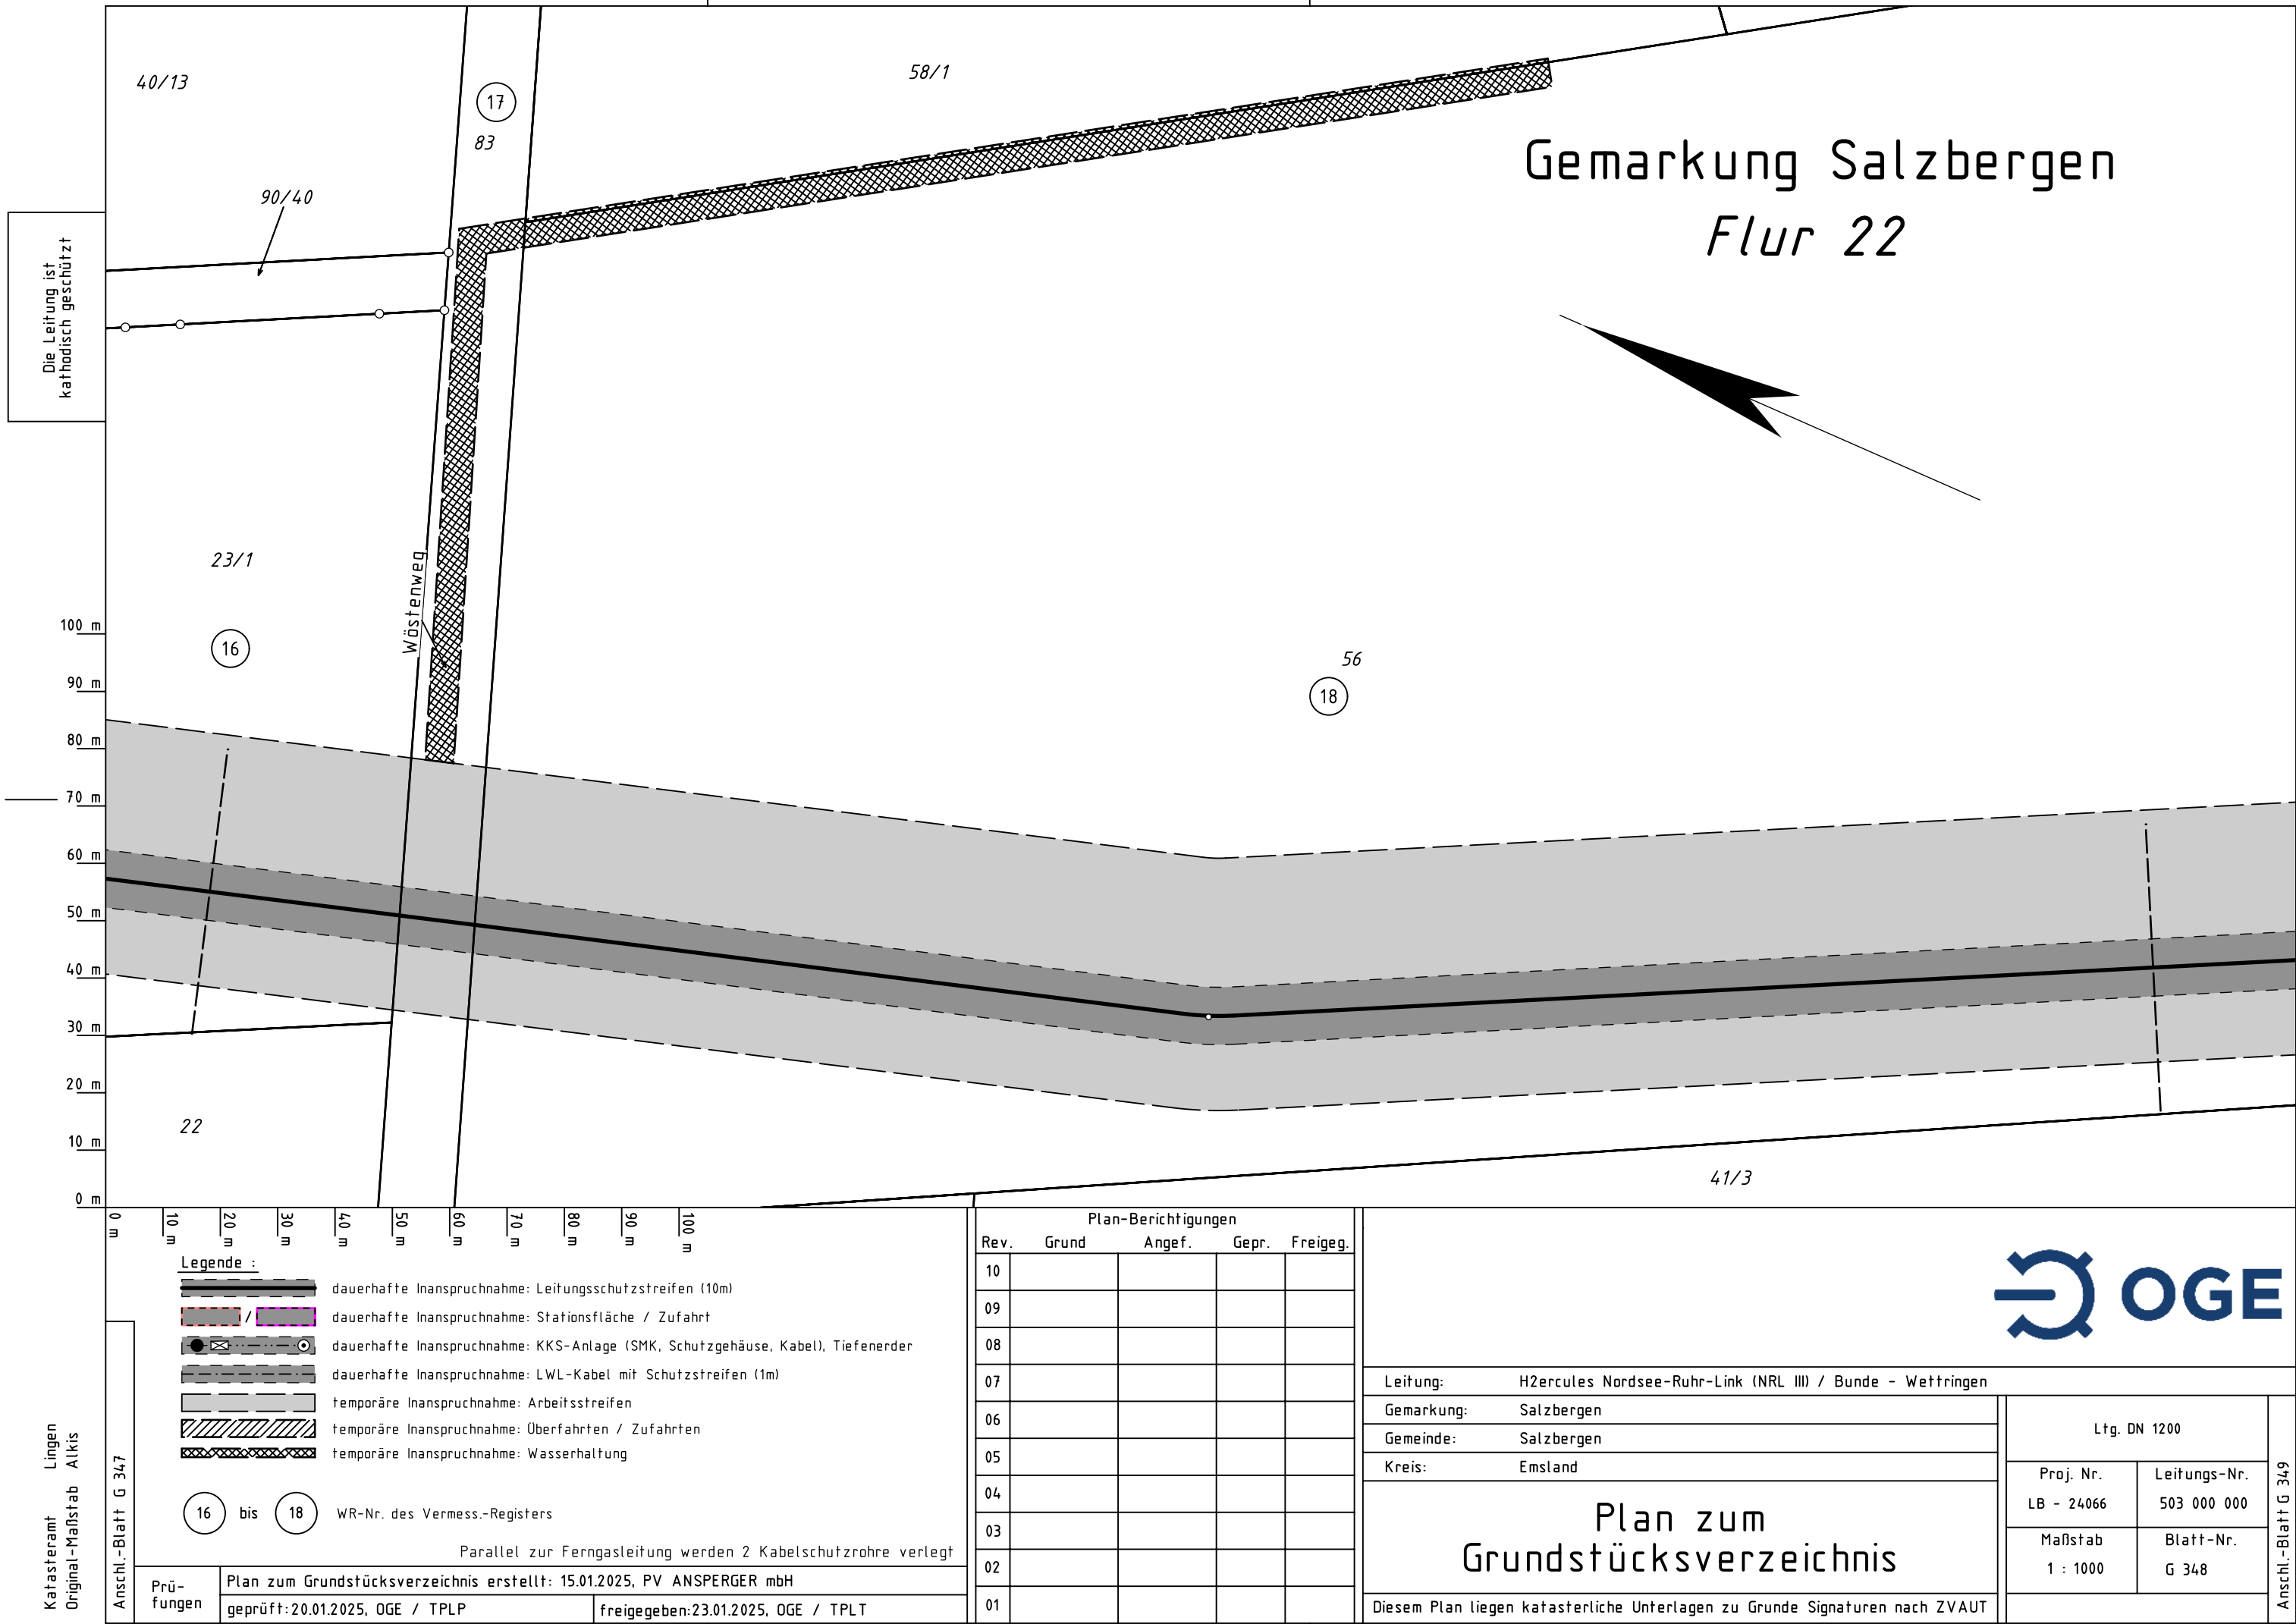 40/13
17
83
58/1
90/40
Gemarkung Salzbergen
Flur 22
Die Leitung ist
kathodisch geschützt
23/1
16
Wöstenweg
56
18
22
41/3
100 m
90 m
80 m
70 m
60 m
50 m
40 m
30 m
20 m
10 m
0 m
0 m
10 m
20 m
30 m
40 m
50 m
60 m
70 m
80 m
90 m
100 m
Legende :
dauerhafte Inanspruchnahme: Leitungsschutzstreifen (10m)
/ dauerhafte Inanspruchnahme: Stationsfläche / Zufahrt
dauerhafte Inanspruchnahme: KKS-Anlage (SMK, Schutzgehäuse, Kabel), Tiefenerder
dauerhafte Inanspruchnahme: LWL-Kabel mit Schutzstreifen (1m)
temporäre Inanspruchnahme: Arbeitsstreifen
temporäre Inanspruchnahme: Überfahrten / Zufahrten
temporäre Inanspruchnahme: Wasserhaltung
16 bis 18 WR-Nr. des Vermess.-Registers
Parallel zur Ferngasleitung werden 2 Kabelschutzrohre verlegt
Katasteramt Lingen
Original-Maßstab Alkis
Anschl.-Blatt G 347
Prü-
fungen
Plan zum Grundstücksverzeichnis erstellt: 15.01.2025, PV ANSPERGER mbH
geprüft: 20.01.2025, OGE / TPLP
freigegeben: 23.01.2025, OGE / TPLT
Plan-Berichtigungen
Rev. Grund Angef. Gepr. Freigeg.
10
09
08
07
06
05
04
03
02
01
OGE
Leitung: H2ercules Nordsee-Ruhr-Link (NRL III) / Bunde - Wettringen
Gemarkung: Salzbergen
Gemeinde: Salzbergen
Kreis: Emsland
Plan zum
Grundstücksverzeichnis
Diesem Plan liegen katasterliche Unterlagen zu Grunde Signaturen nach ZVAUT
Ltg. DN 1200
Proj. Nr. Leitungs-Nr.
LB - 24066 503 000 000
Maßstab Blatt-Nr.
1 : 1000 G 348
Anschl.-Blatt G 349